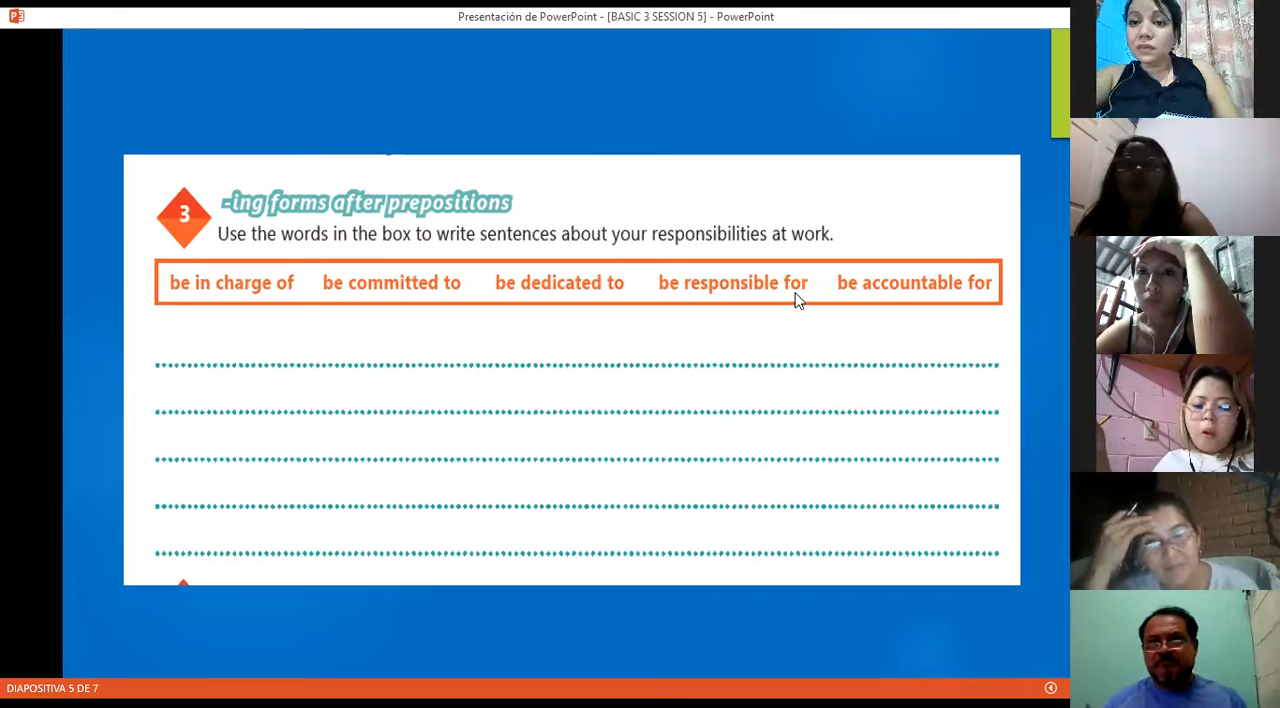 Presentación de PowerPoint - [BASIC 3 SESSION 5] - PowerPoint
3
-ing forms after prepositions
Use the words in the box to write sentences about your responsibilities at work.
be in charge of be committed to be dedicated to be responsible for be accountable for
DIAPOSITIVA 5 DE 7